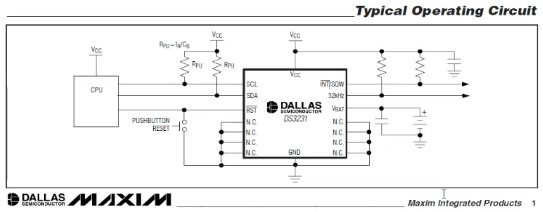 Typical Operating Circuit
VCC
RPU = tR/CB
VCC
RPU
RPU
VCC
VCC
CPU
SCL
INT/SQW
SDA
32kHz
RST
VBAT
DALLAS
SEMICONDUCTOR
DS3231
PUSHBUTTON
RESET
N.C.
N.C.
N.C.
N.C.
N.C.
N.C.
N.C.
N.C.
GND
DALLAS
SEMICONDUCTOR
MAXIM
Maxim Integrated Products 1